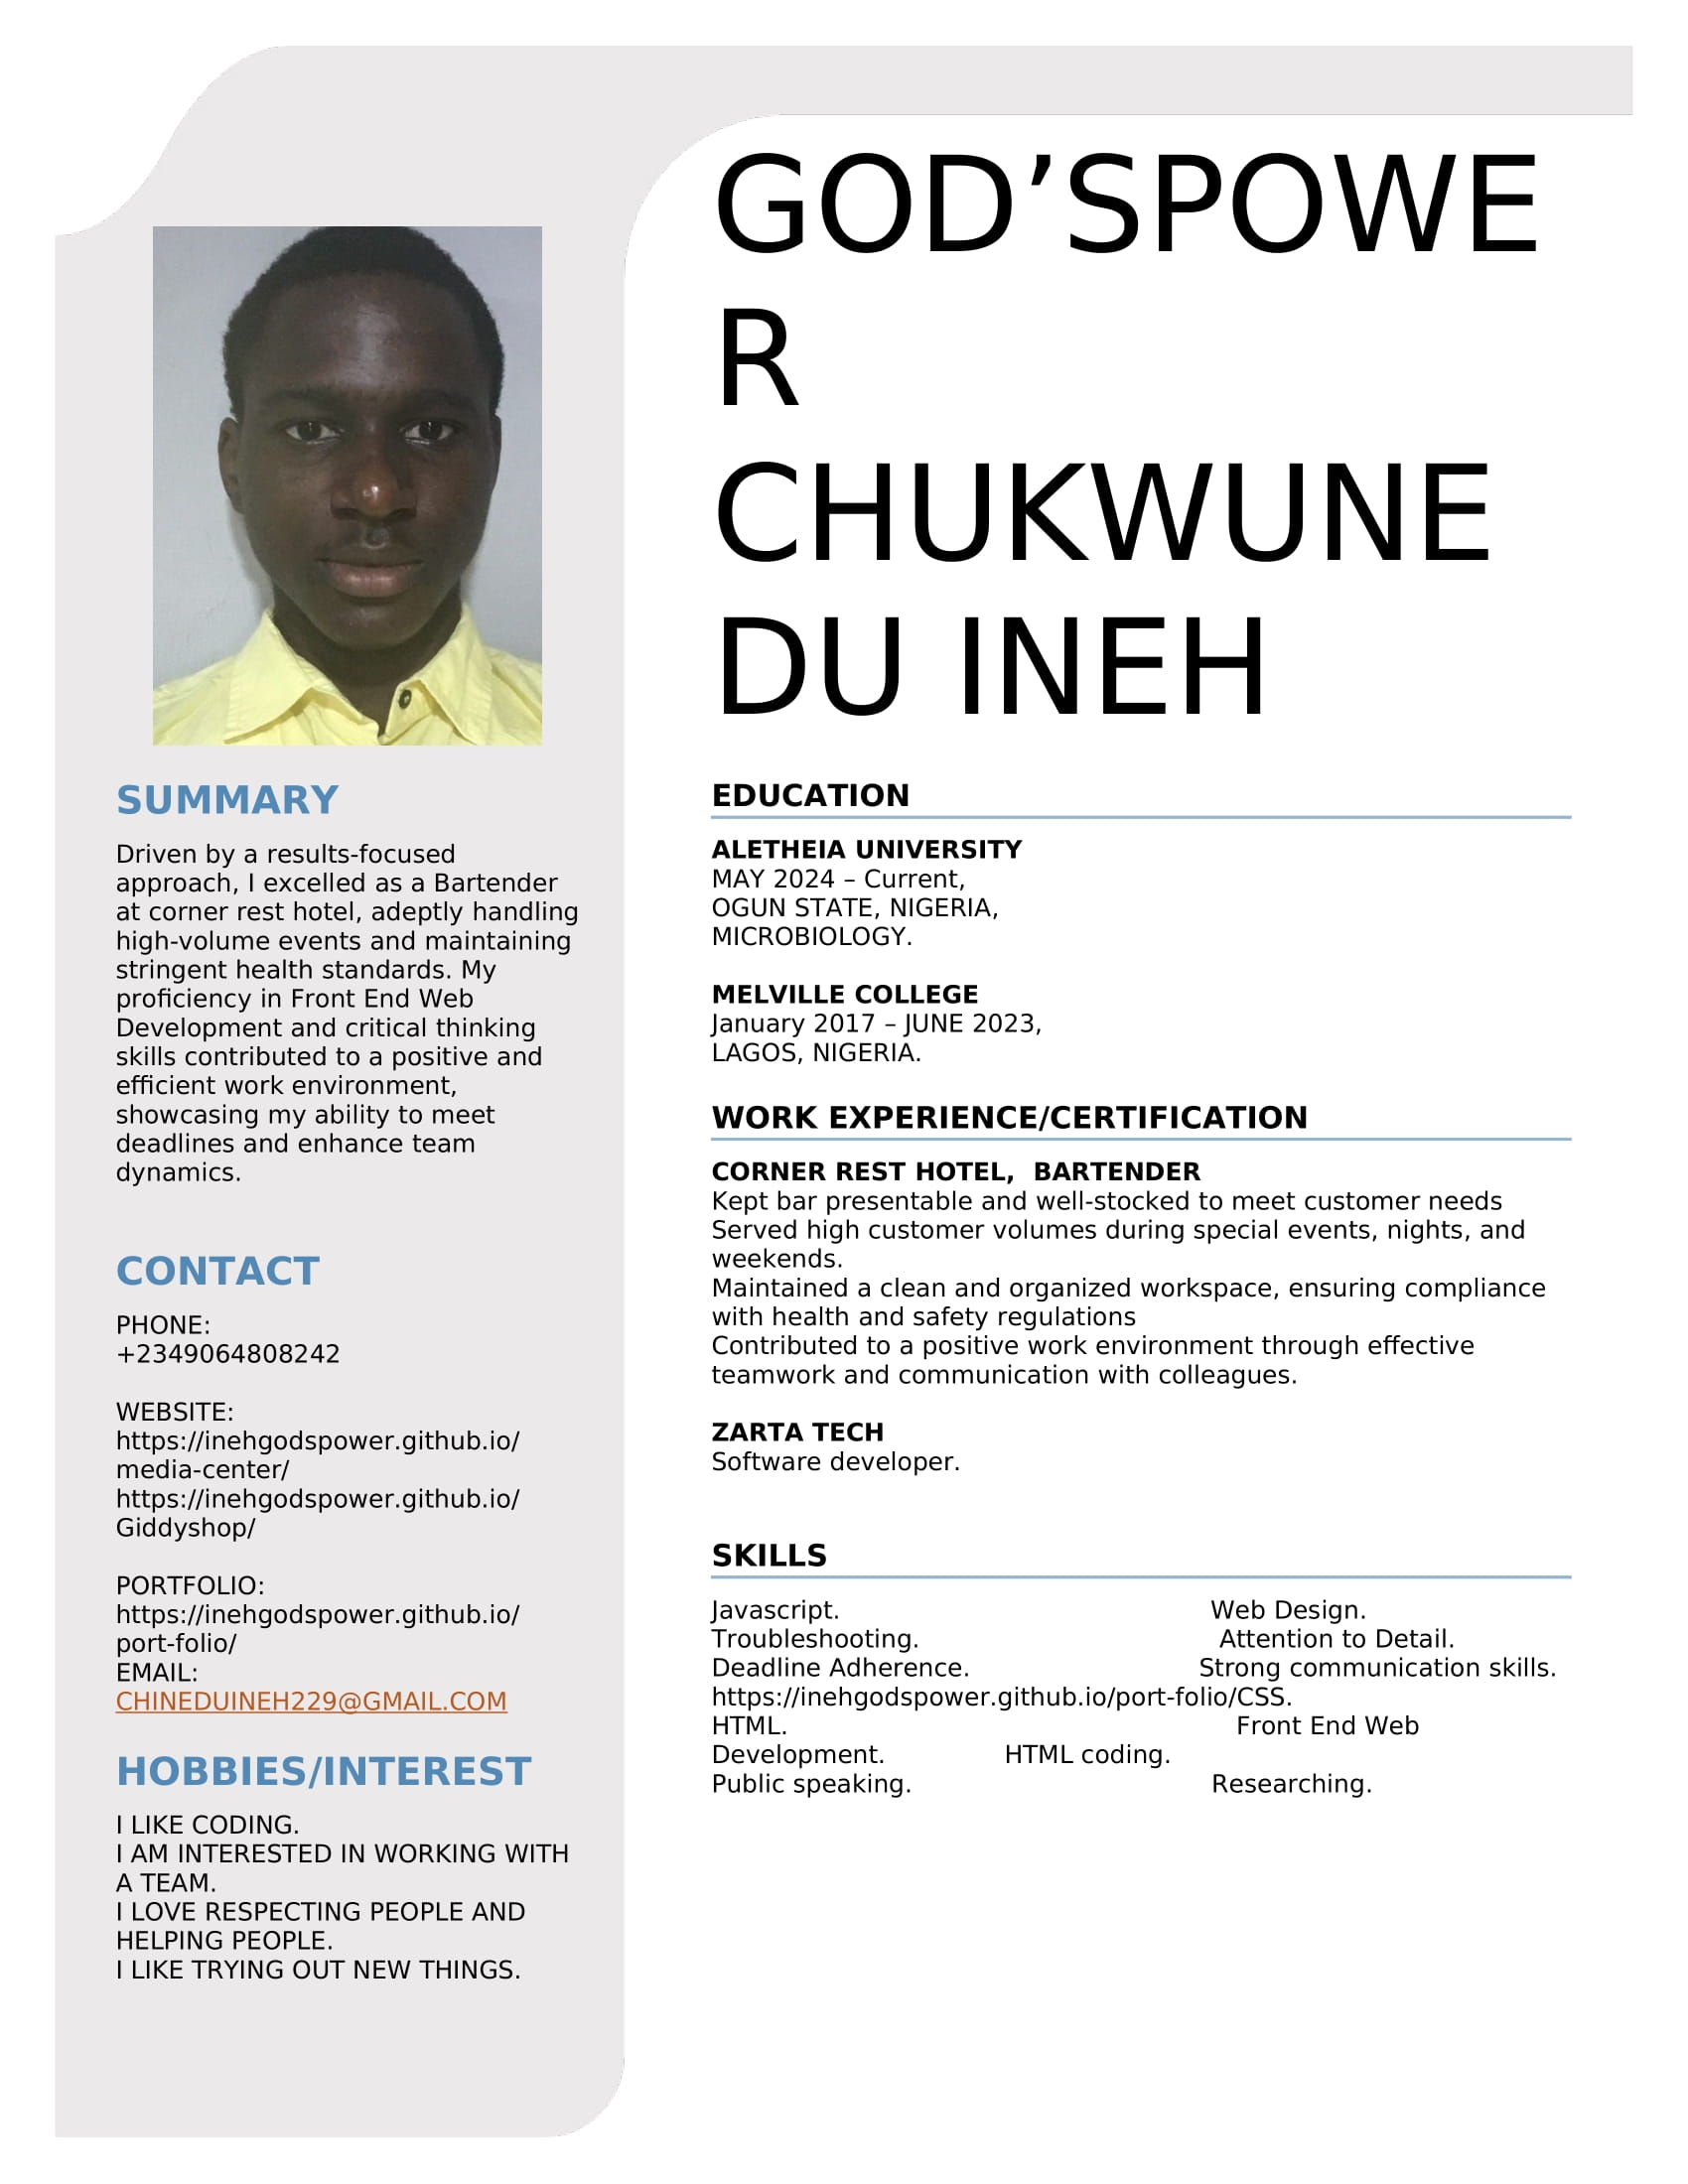 GOD’SPOWE
R
CHUKWUNE
DU INEH
SUMMARY
Driven by a results-focused
approach, I excelled as a Bartender
at corner rest hotel, adeptly handling
high-volume events and maintaining
stringent health standards. My
proficiency in Front End Web
Development and critical thinking
skills contributed to a positive and
efficient work environment,
showcasing my ability to meet
deadlines and enhance team
dynamics.
CONTACT
PHONE:
+2349064808242
WEBSITE:
https://inehgodspower.github.io/
media-center/
https://inehgodspower.github.io/
Giddyshop/
PORTFOLIO:
https://inehgodspower.github.io/
port-folio/
EMAIL:
CHINEDUINEH229@GMAIL.COM
HOBBIES/INTEREST
I LIKE CODING.
I AM INTERESTED IN WORKING WITH
A TEAM.
I LOVE RESPECTING PEOPLE AND
HELPING PEOPLE.
I LIKE TRYING OUT NEW THINGS.
EDUCATION
ALETHEIA UNIVERSITY
MAY 2024 – Current,
OGUN STATE, NIGERIA,
MICROBIOLOGY.
MELVILLE COLLEGE
January 2017 – JUNE 2023,
LAGOS, NIGERIA.
WORK EXPERIENCE/CERTIFICATION
CORNER REST HOTEL,  BARTENDER
Kept bar presentable and well-stocked to meet customer needs
Served high customer volumes during special events, nights, and
weekends.
Maintained a clean and organized workspace, ensuring compliance
with health and safety regulations
Contributed to a positive work environment through effective
teamwork and communication with colleagues.
ZARTA TECH
Software developer.
SKILLS
Javascript. Web Design.
Troubleshooting. Attention to Detail.
Deadline Adherence. Strong communication skills.
https://inehgodspower.github.io/port-folio/CSS.
HTML. Front End Web
Development. HTML coding.
Public speaking. Researching.